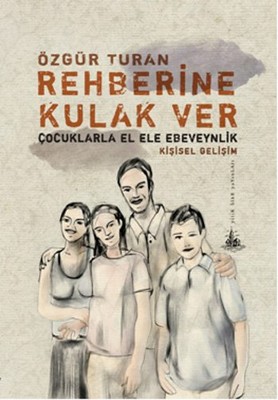 ÖZGÜR TURAN
REHBERİNE
KULAK VER
ÇOCUKLARLA EL ELE EBEVEYNLİK
KİŞİSEL GELİŞİM